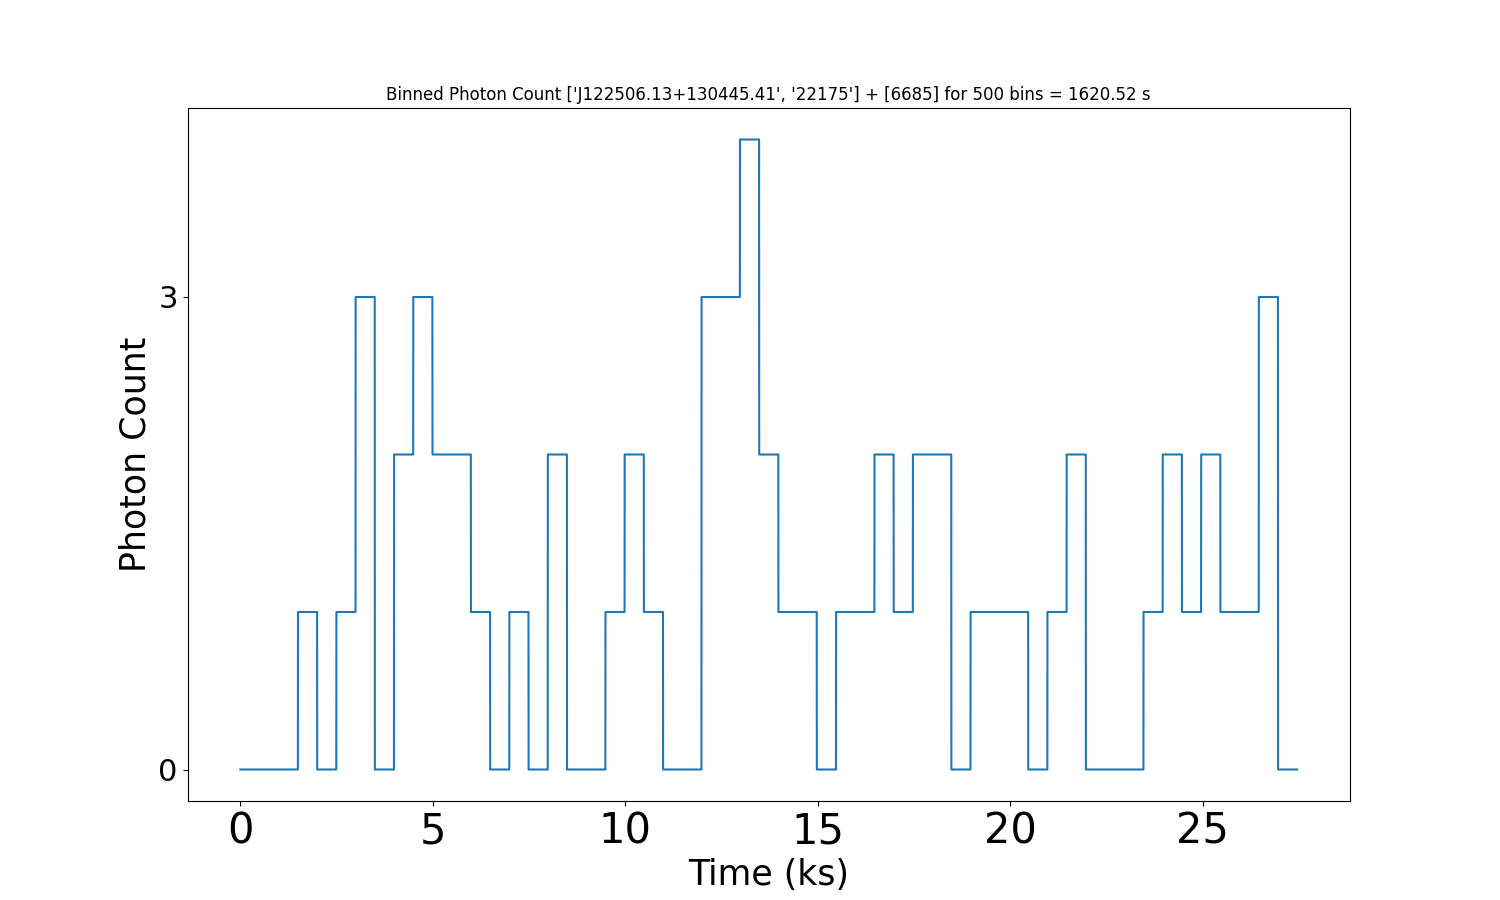 Binned Photon Count ['J122506.13+130445.41', '22175'] + [6685] for 500 bins = 1620.52 s
3
0
Photon Count
0 5 10 15 20 25
Time (ks)